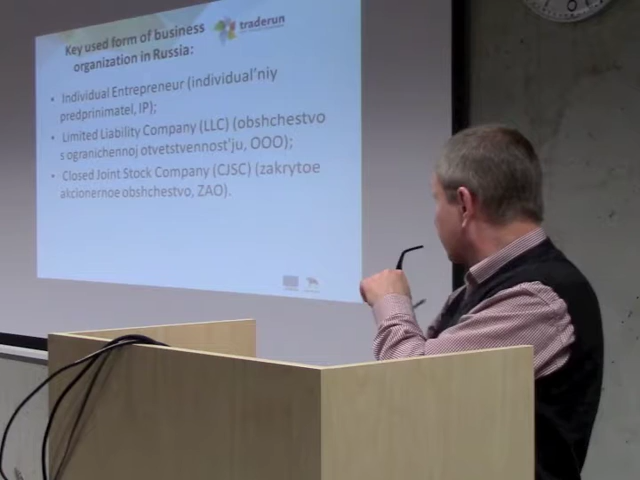 traderun
Key used form of business
organization in Russia:
• Individual Entrepreneur (individual'niy
predprinimatel, IP);
• Limited Liability Company (LLC) (obshchestvo
s ogranichennoj otvetstvennost'ju, OOO);
• Closed Joint Stock Company (CJSC) (zakrytoe
akcionernoe obshchestvo, ZAO).